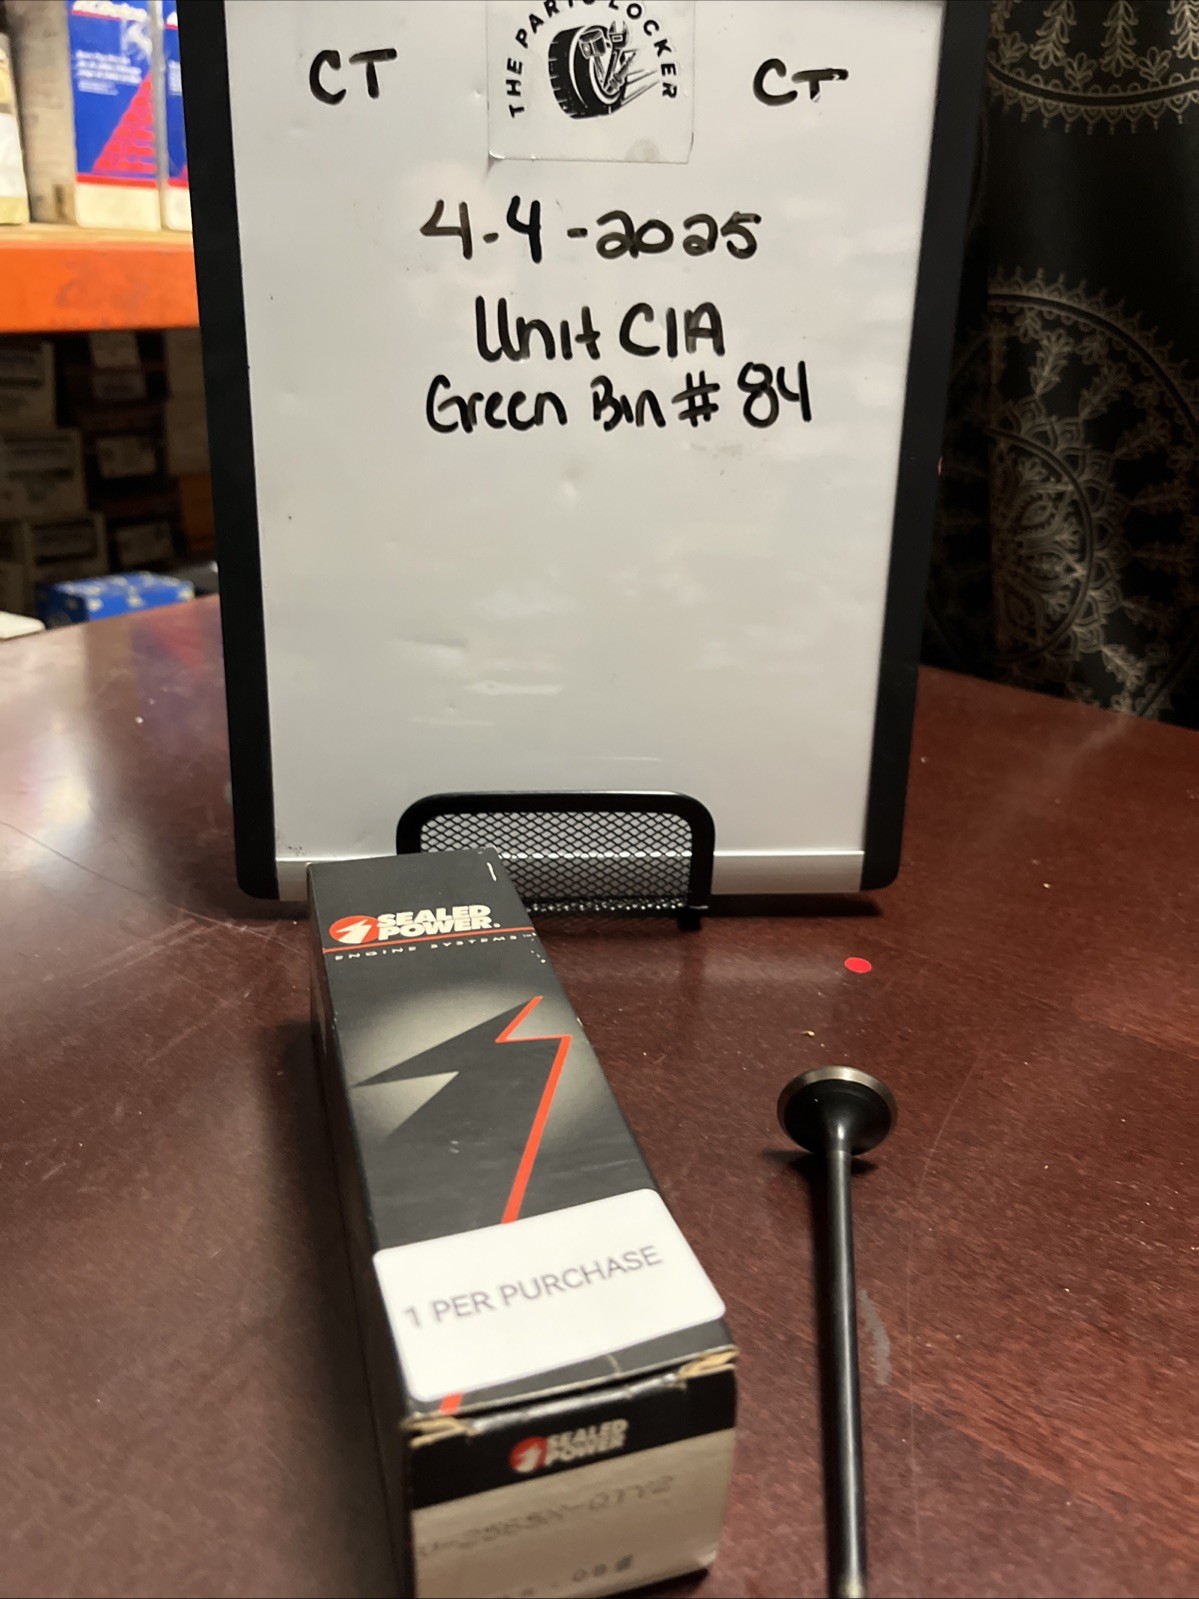 THE PARTS LOCKER
CT
CT
4-4-2025
Unit C1A
Green Bin # 84
SEALED
POWER
ENGINE SYSTEMS
1 PER PURCHASE
SEALED
POWER